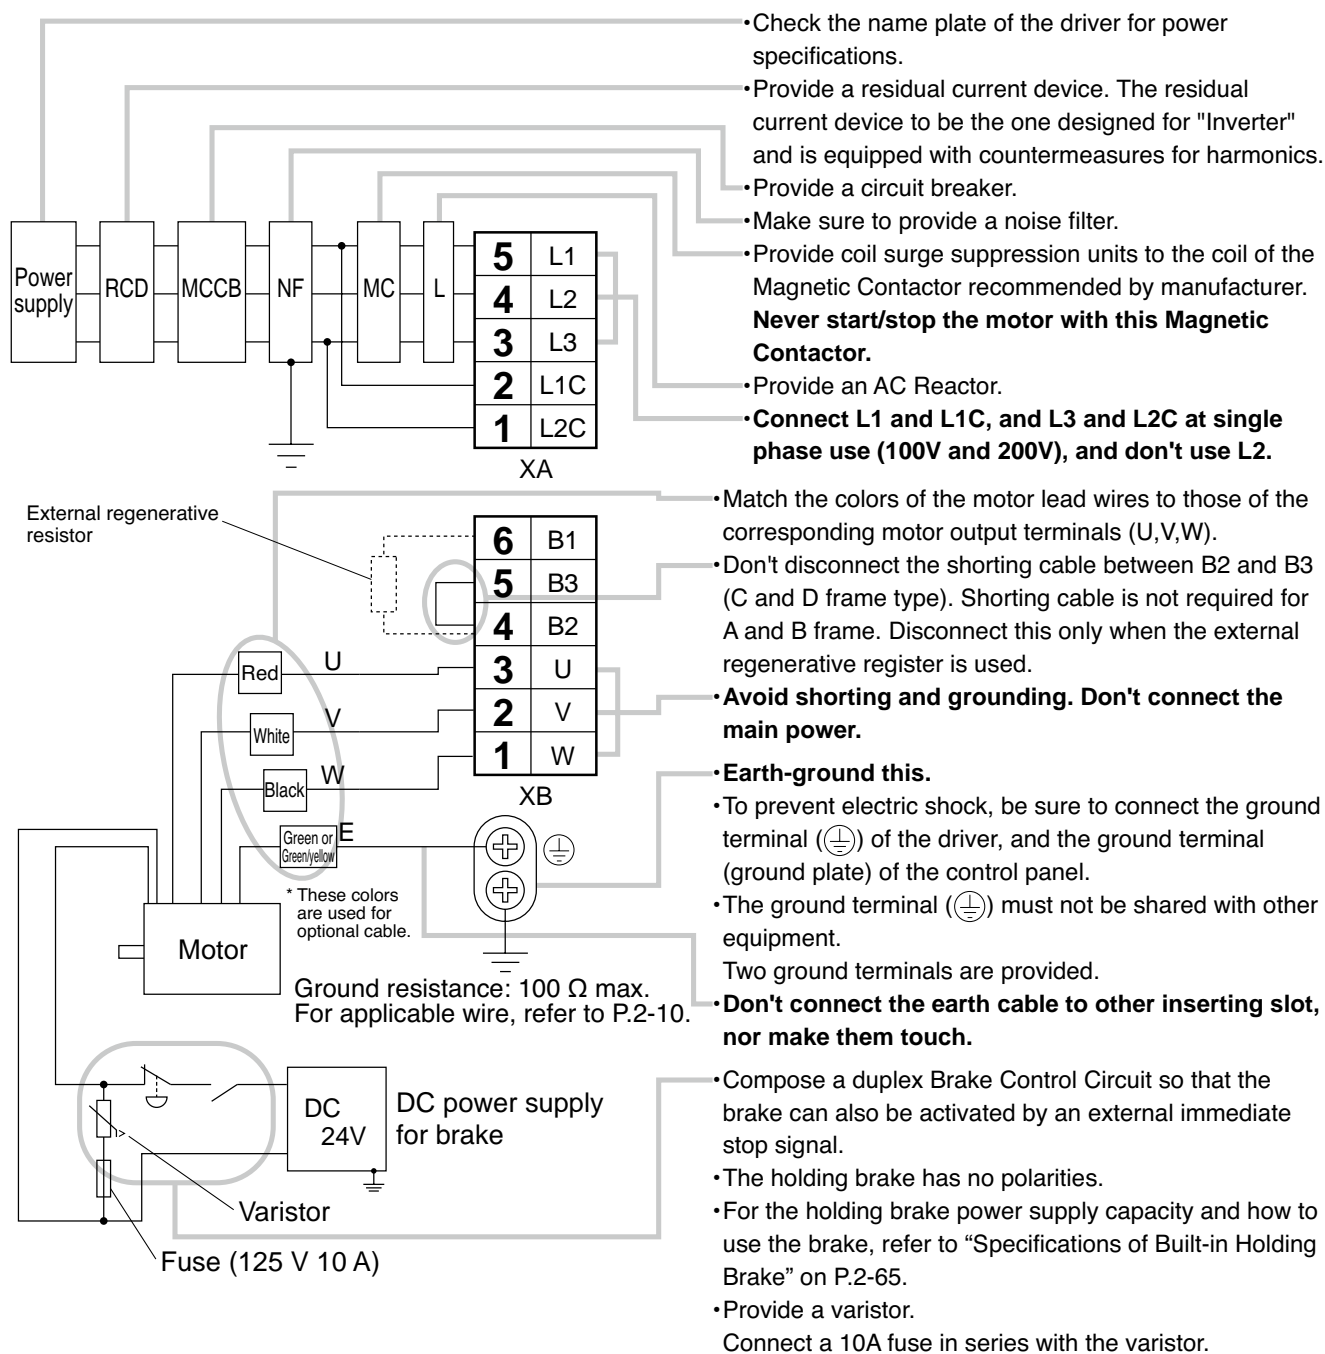 •Check the name plate of the driver for power
specifications.
•Provide a residual current device. The residual
current device to be the one designed for "Inverter"
and is equipped with countermeasures for harmonics.
•Provide a circuit breaker.
•Make sure to provide a noise filter.
•Provide coil surge suppression units to the coil of the
Magnetic Contactor recommended by manufacturer.
Never start/stop the motor with this Magnetic
Contactor.
•Provide an AC Reactor.
•Connect L1 and L1C, and L3 and L2C at single
phase use (100V and 200V), and don't use L2.
Power
supply
RCD
MCCB
NF
MC
L
5 L1
4 L2
3 L3
2 L1C
1 L2C
XA
External regenerative
resistor
6 B1
5 B3
4 B2
3 U
2 V
1 W
XB
Red
U
White
V
Black
W
Green or
Green/yellow
E
* These colors
are used for
optional cable.
Motor
Ground resistance: 100 Ω max.
For applicable wire, refer to P.2-10.
•Match the colors of the motor lead wires to those of the
corresponding motor output terminals (U,V,W).
•Don't disconnect the shorting cable between B2 and B3
(C and D frame type). Shorting cable is not required for
A and B frame. Disconnect this only when the external
regenerative register is used.
•Avoid shorting and grounding. Don't connect the
main power.
•Earth-ground this.
•To prevent electric shock, be sure to connect the ground
terminal (⏚) of the driver, and the ground terminal
(ground plate) of the control panel.
•The ground terminal (⏚) must not be shared with other
equipment.
Two ground terminals are provided.
•Don't connect the earth cable to other inserting slot,
nor make them touch.
DC
24V
DC power supply
for brake
Varistor
Fuse (125 V 10 A)
•Compose a duplex Brake Control Circuit so that the
brake can also be activated by an external immediate
stop signal.
•The holding brake has no polarities.
•For the holding brake power supply capacity and how to
use the brake, refer to “Specifications of Built-in Holding
Brake” on P.2-65.
•Provide a varistor.
Connect a 10A fuse in series with the varistor.